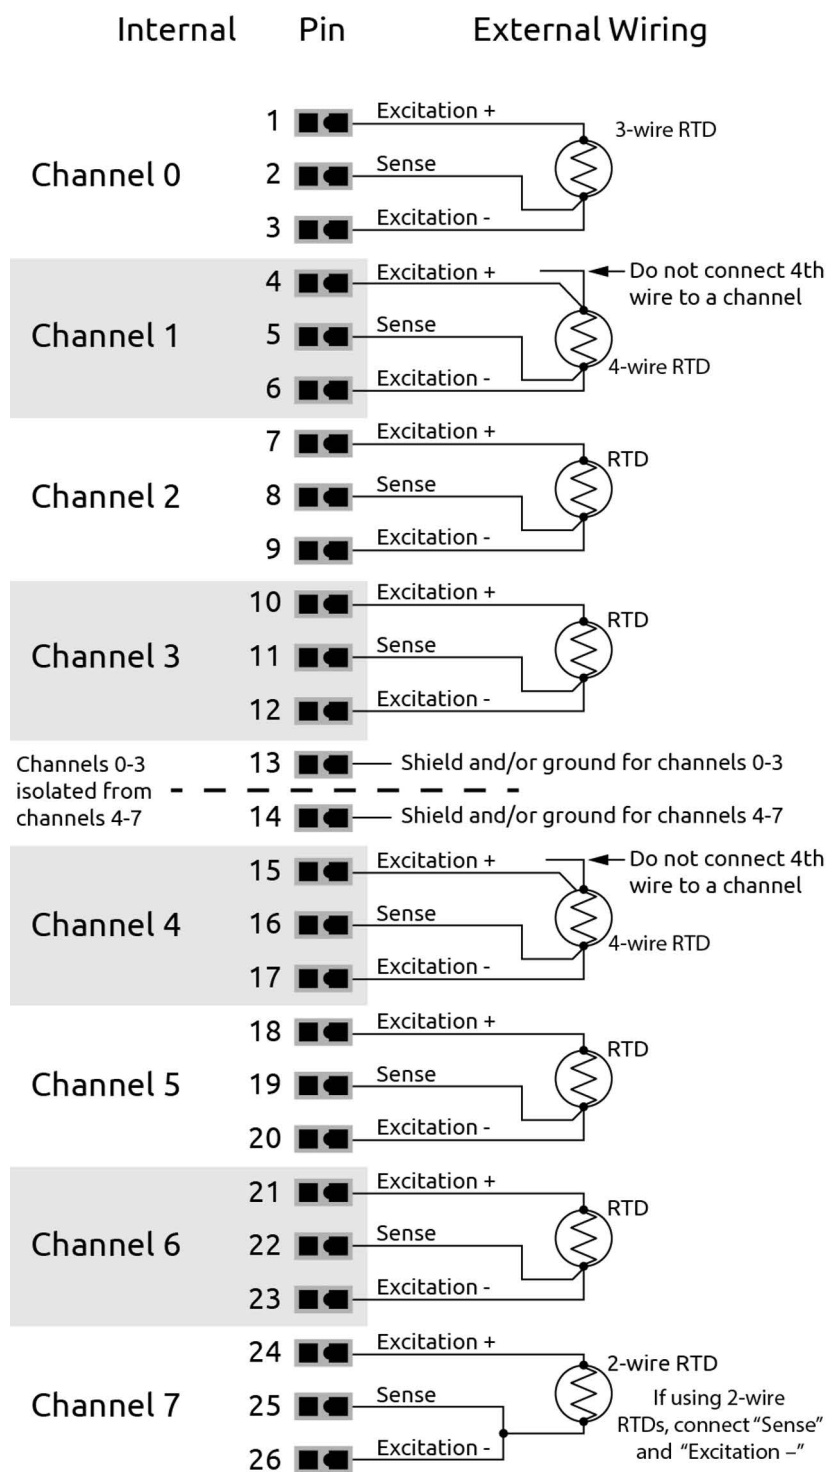 Internal Pin External Wiring
1 Excitation +
3-wire RTD
Channel 0 2 Sense
3 Excitation -
4 Excitation + Do not connect 4th
wire to a channel
Channel 1 5 Sense
4-wire RTD
6 Excitation -
7 Excitation +
RTD
Channel 2 8 Sense
9 Excitation -
10 Excitation +
RTD
Channel 3 11 Sense
12 Excitation -
Channels 0-3
isolated from
channels 4-7
13 Shield and/or ground for channels 0-3
14 Shield and/or ground for channels 4-7
15 Excitation + Do not connect 4th
wire to a channel
Channel 4 16 Sense
4-wire RTD
17 Excitation -
18 Excitation +
RTD
Channel 5 19 Sense
20 Excitation -
21 Excitation +
RTD
Channel 6 22 Sense
23 Excitation -
24 Excitation +
2-wire RTD
Channel 7 25 Sense
26 Excitation -
If using 2-wire
RTDs, connect “Sense”
and “Excitation –”